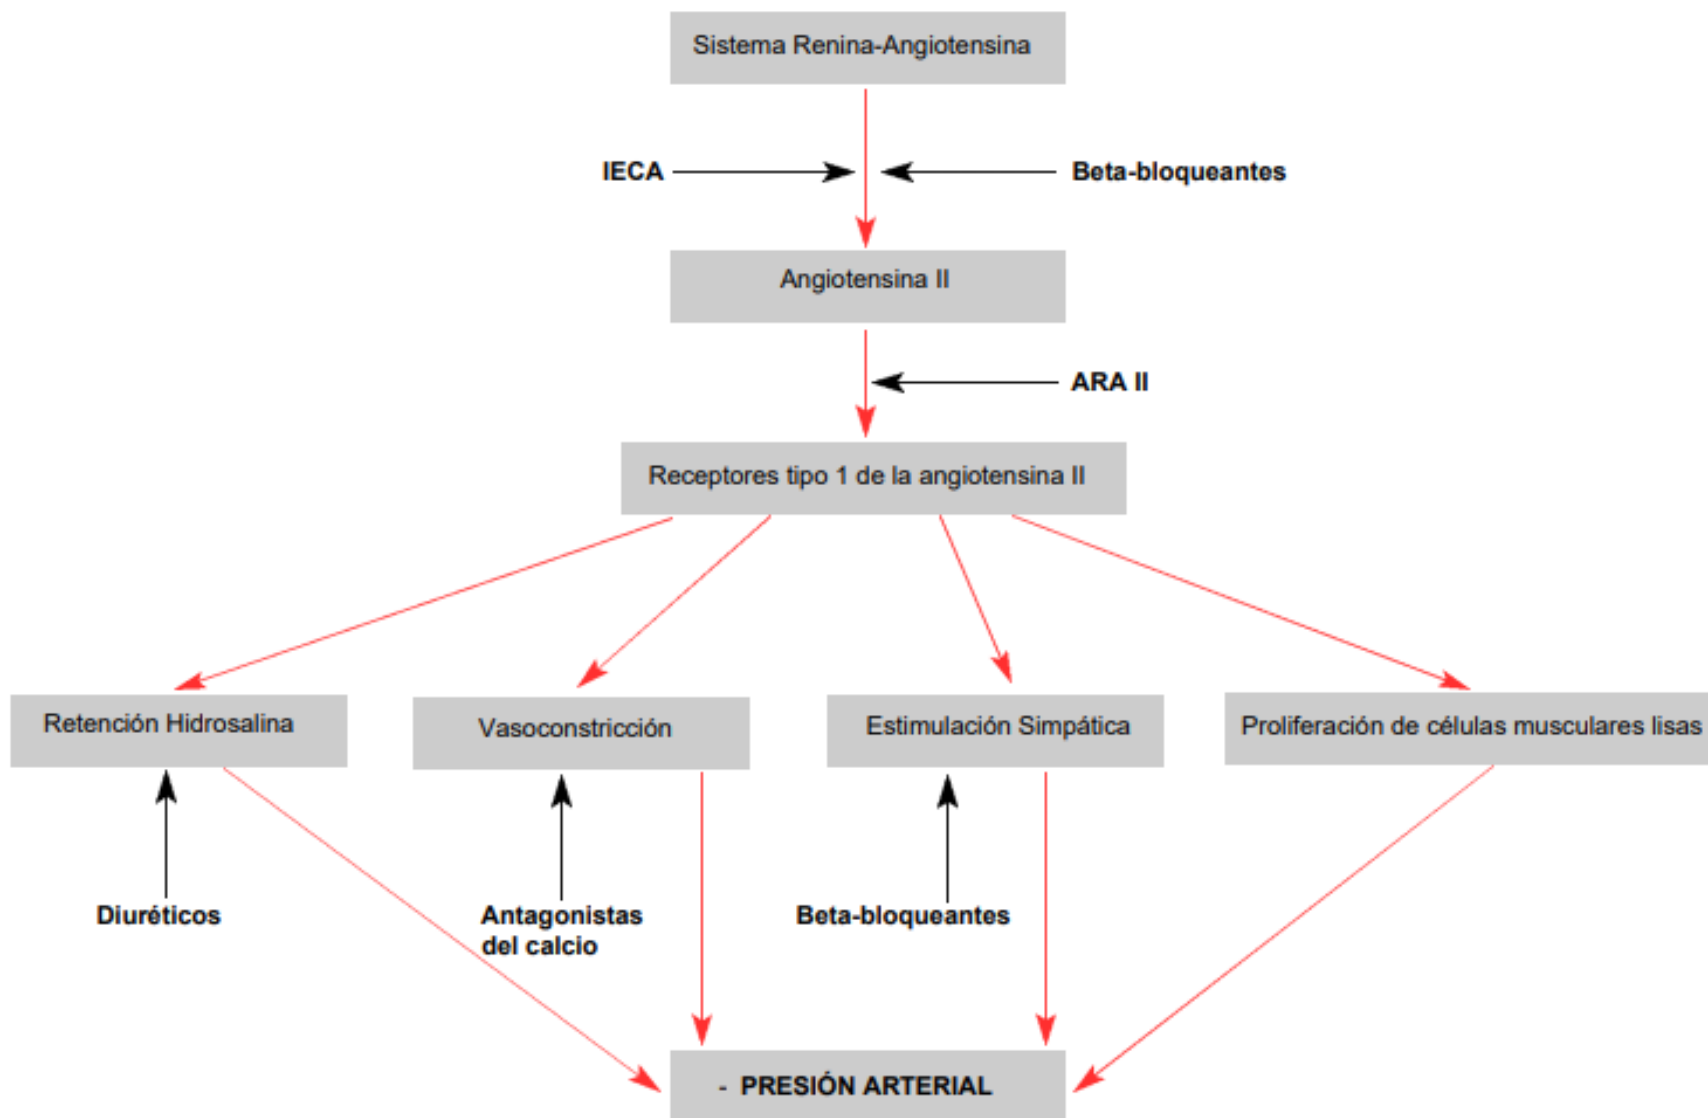 Sistema Renina-Angiotensina
IECA
Beta-bloqueantes
Angiotensina II
ARA II
Receptores tipo 1 de la angiotensina II
Retención Hidrosalina
Vasoconstricción
Estimulación Simpática
Proliferación de células musculares lisas
Diuréticos
Antagonistas
del calcio
Beta-bloqueantes
- PRESIÓN ARTERIAL